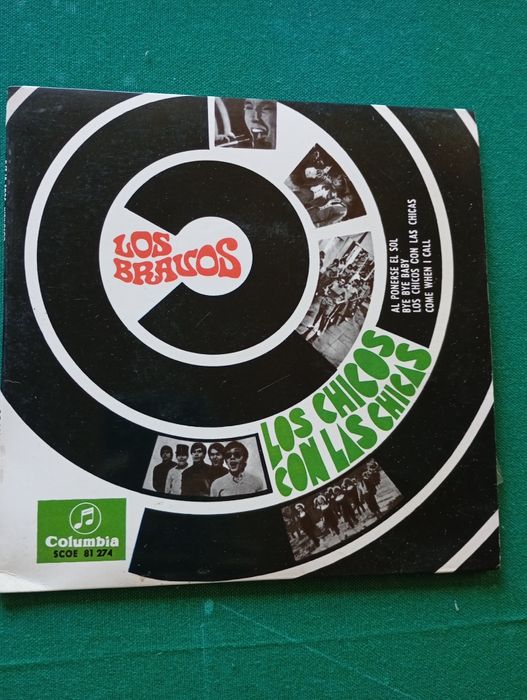 LOS
BRAVOS
AL PONERSE EL SOL
BYE BYE BABY
LOS CHICOS CON LAS CHICAS
COME WHEN I CALL
LOS CHICOS
CON LAS CHICAS
Columbia
SCOE 81 274